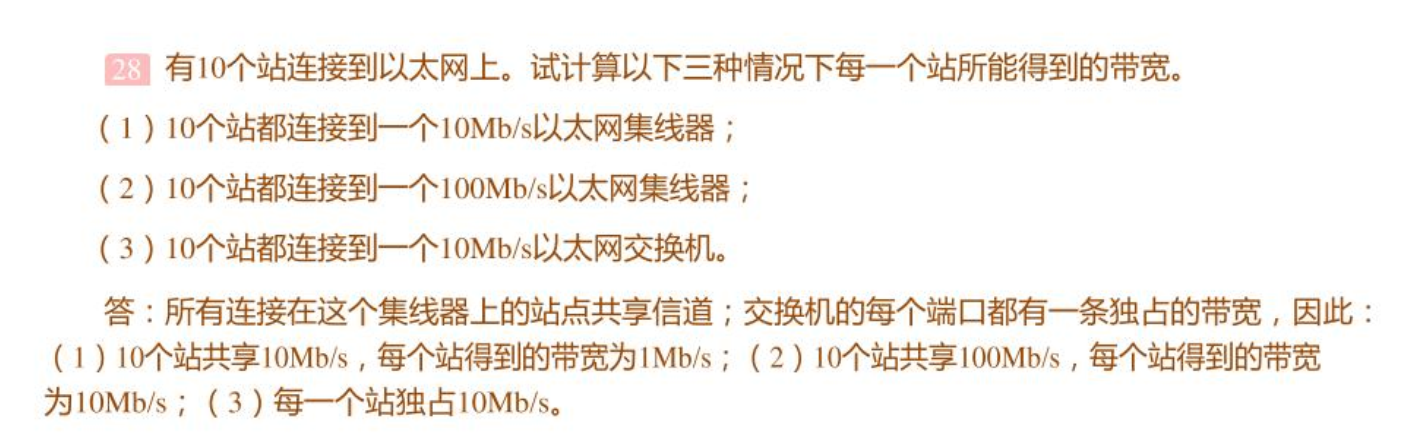 28 有10个站连接到以太网上。试计算以下三种情况下每一个站所能得到的带宽。
（1）10个站都连接到一个10Mb/s以太网集线器；
（2）10个站都连接到一个100Mb/s以太网集线器；
（3）10个站都连接到一个10Mb/s以太网交换机。
答：所有连接在这个集线器上的站点共享信道；交换机的每个端口都有一条独占的带宽，因此：
（1）10个站共享10Mb/s，每个站得到的带宽为1Mb/s；（2）10个站共享100Mb/s，每个站得到的带宽
为10Mb/s；（3）每一个站独占10Mb/s。